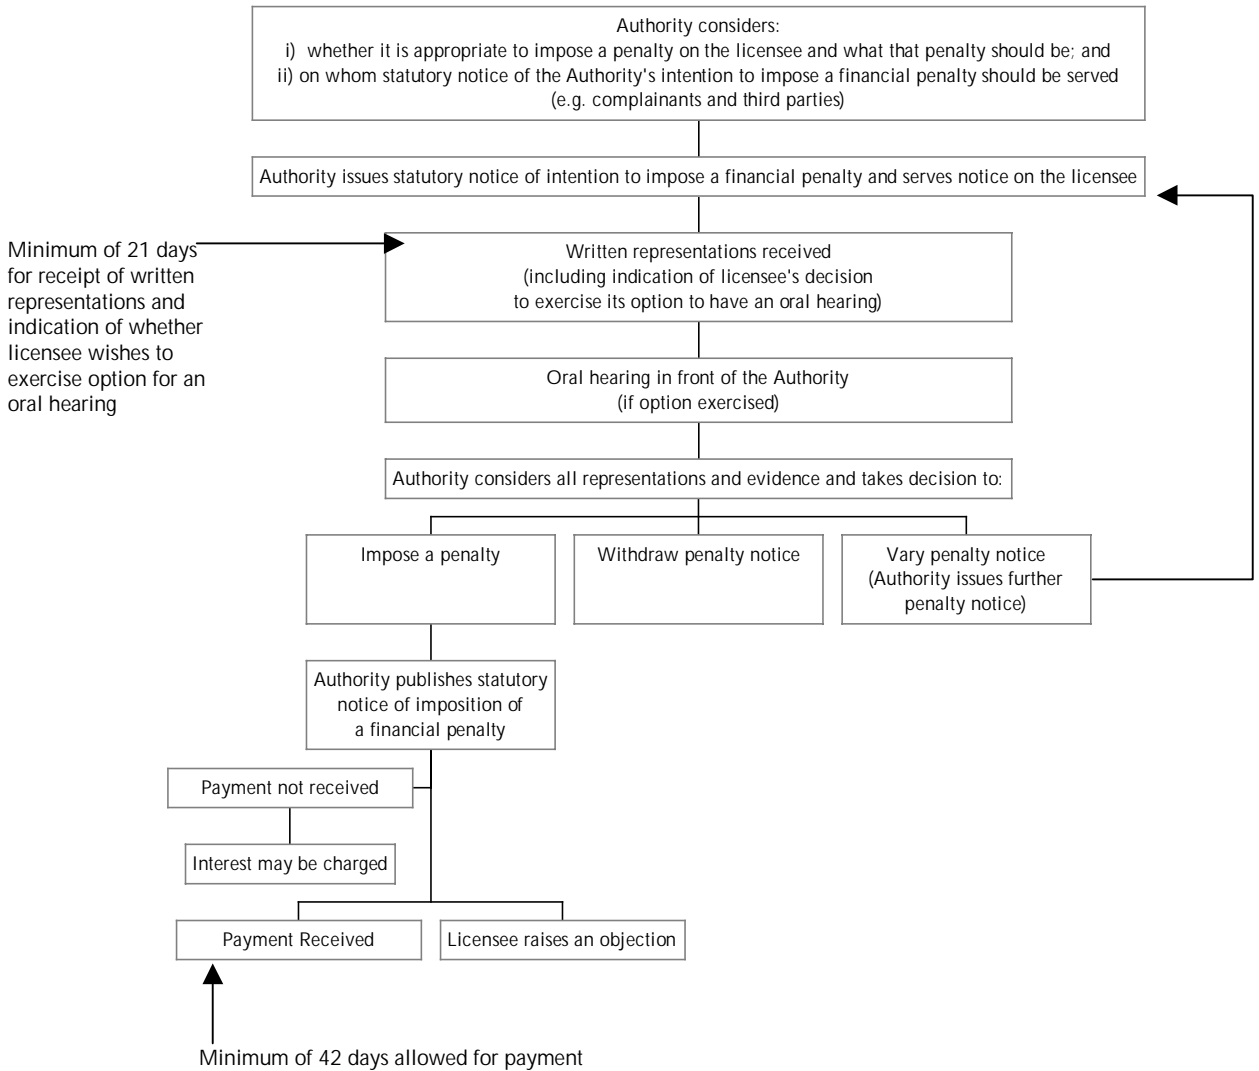 Authority considers:
i) whether it is appropriate to impose a penalty on the licensee and what that penalty should be; and
ii) on whom statutory notice of the Authority's intention to impose a financial penalty should be served
(e.g. complainants and third parties)
Authority issues statutory notice of intention to impose a financial penalty and serves notice on the licensee
Minimum of 21 days
for receipt of written
representations and
indication of whether
licensee wishes to
exercise option for an
oral hearing
Written representations received
(including indication of licensee's decision
to exercise its option to have an oral hearing)
Oral hearing in front of the Authority
(if option exercised)
Authority considers all representations and evidence and takes decision to:
Impose a penalty
Withdraw penalty notice
Vary penalty notice
(Authority issues further
penalty notice)
Authority publishes statutory
notice of imposition of
a financial penalty
Payment not received
Interest may be charged
Payment Received
Licensee raises an objection
Minimum of 42 days allowed for payment